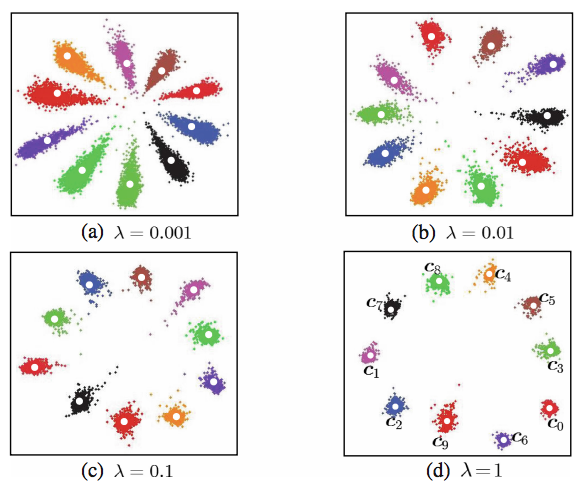 (a) λ = 0.001
(b) λ = 0.01
c8
c4
c7
c5
c1
c3
c2
c0
c9
c6
(c) λ = 0.1
(d) λ = 1